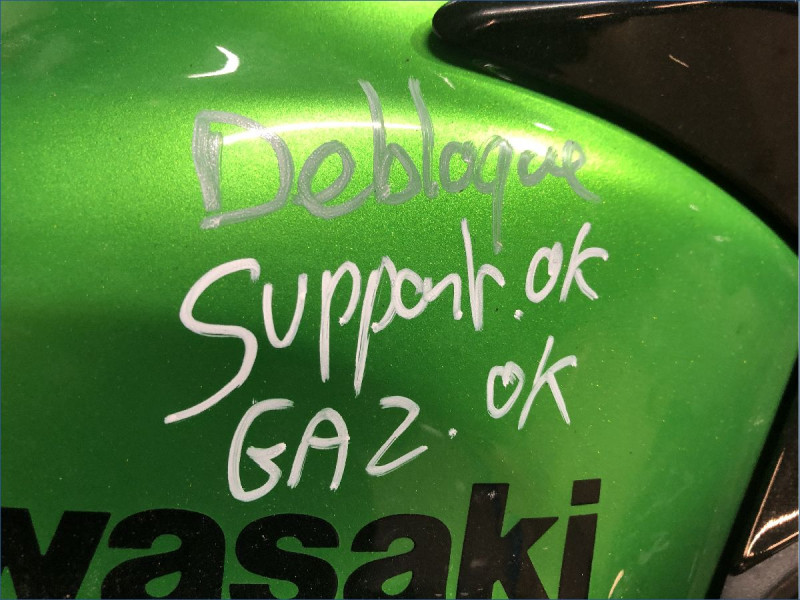 Debloque
Support.ok
GAZ. ok
wasaki